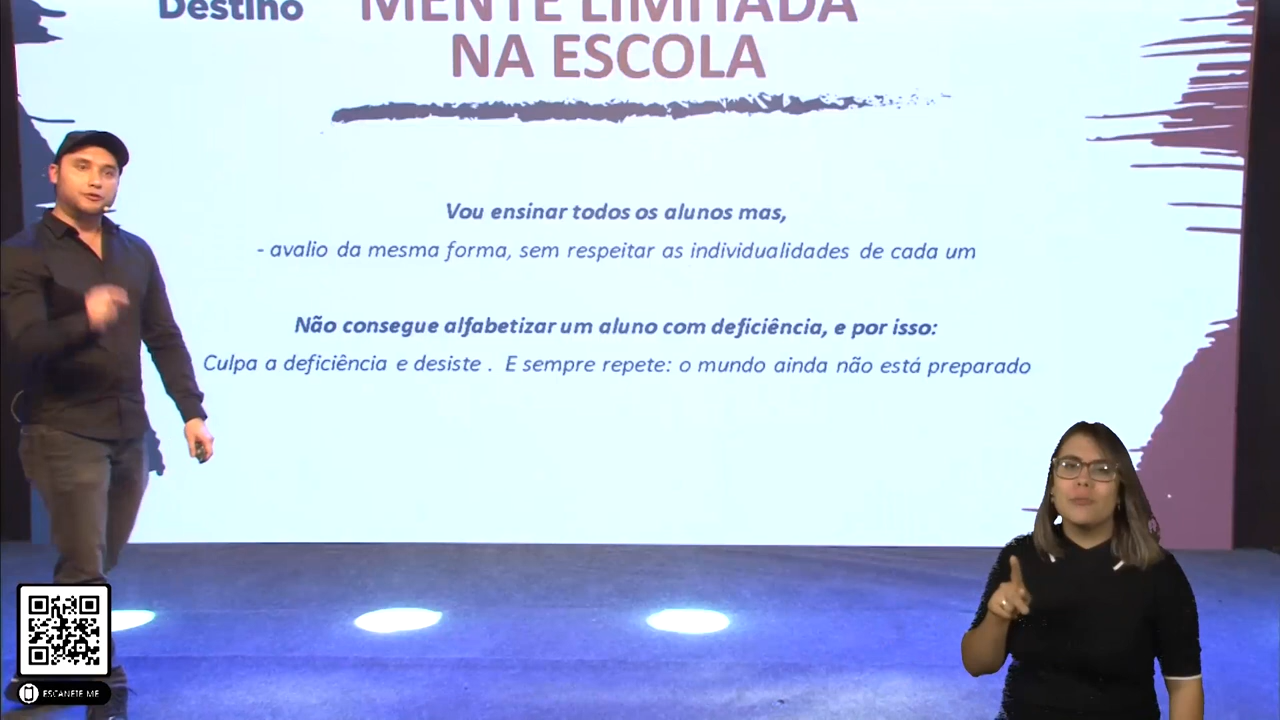 Destino
MENTE LIMITADA
NA ESCOLA
Vou ensinar todos os alunos mas,
- avalio da mesma forma, sem respeitar as individualidades de cada um
Não consegue alfabetizar um aluno com deficiência, e por isso:
Culpa a deficiência e desiste . E sempre repete: o mundo ainda não está preparado
ESCANEIE ME